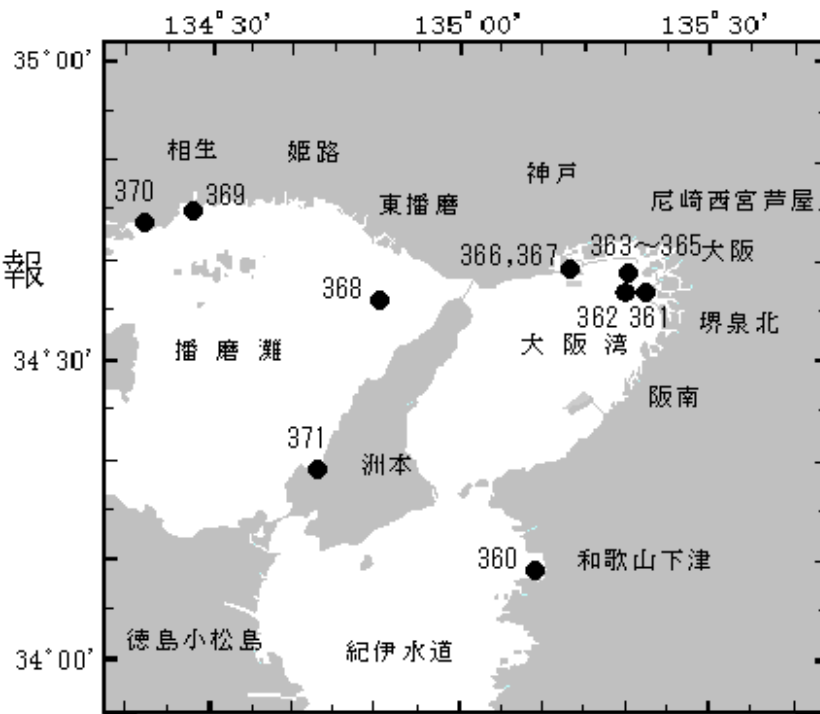 134°30' 135°00' 135°30'
35°00'
相生 姫路 神戸
370 369 東播磨 尼崎西宮芦屋
報 366,367 363～365 大阪
368 362 361 堺泉北
播磨灘 大阪湾
34°30'
阪南
371 洲本
360 和歌山下津
徳島小松島 紀伊水道
34°00'